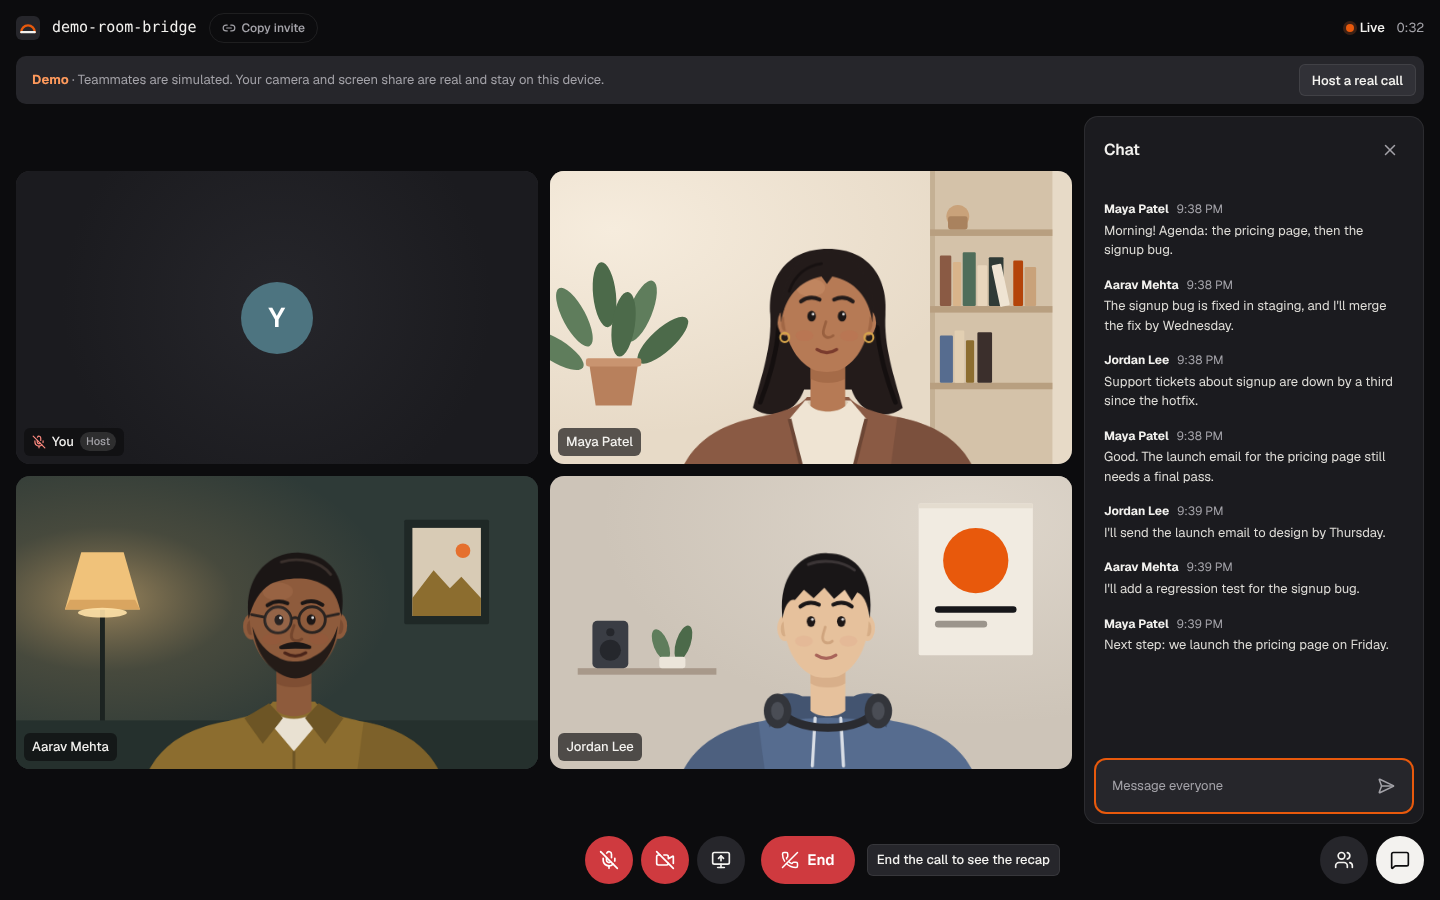 demo-room-bridge
Copy invite
Live 0:32
Demo · Teammates are simulated. Your camera and screen share are real and stay on this device.
Host a real call
Y
You Host
Maya Patel
Aarav Mehta
Jordan Lee
Chat
Maya Patel 9:38 PM
Morning! Agenda: the pricing page, then the
signup bug.
Aarav Mehta 9:38 PM
The signup bug is fixed in staging, and I'll merge
the fix by Wednesday.
Jordan Lee 9:38 PM
Support tickets about signup are down by a third
since the hotfix.
Maya Patel 9:38 PM
Good. The launch email for the pricing page still
needs a final pass.
Jordan Lee 9:39 PM
I'll send the launch email to design by Thursday.
Aarav Mehta 9:39 PM
I'll add a regression test for the signup bug.
Maya Patel 9:39 PM
Next step: we launch the pricing page on Friday.
Message everyone
End
End the call to see the recap